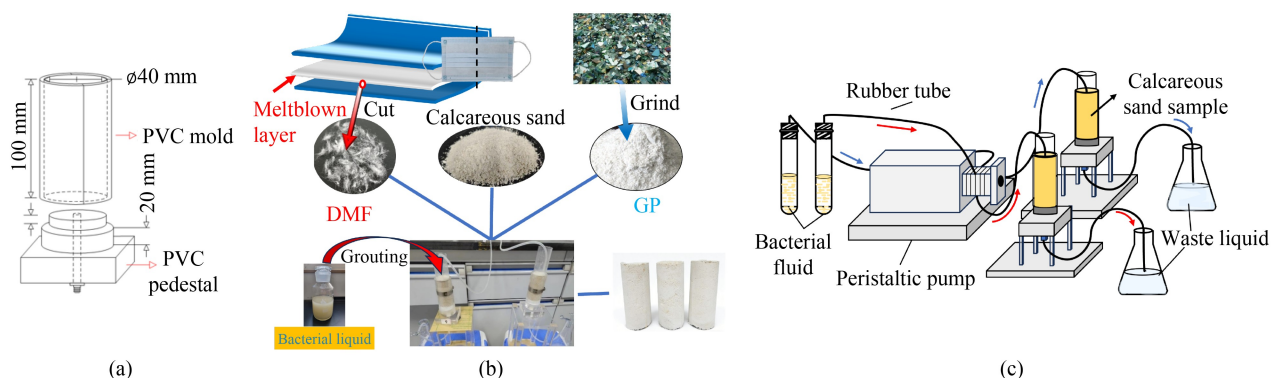 (a)
ø40 mm
100 mm
PVC mold
20 mm
PVC
pedestal
(b)
Meltblown
layer
Cut
Calcareous sand
Grind
DMF
GP
Grouting
Bacterial liquid
(c)
Rubber tube
Calcareous
sand sample
Bacterial
fluid
Peristaltic pump
Waste liquid